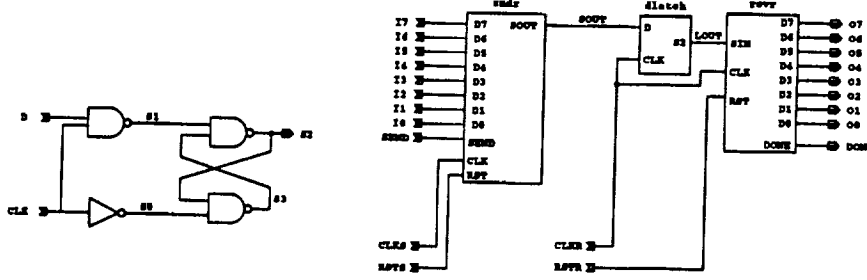 D
S1
S2
CLK
S0
S3
sndr
I7
I6
I5
I4
I3
I2
I1
I0
SEND
D7
D6
D5
D4
D3
D2
D1
D0
SEND
CLK
RST
SOUT
SOUT
dlatch
D
S2
CLK
LOUT
rcvr
SIN
CLK
RST
D7
D6
D5
D4
D3
D2
D1
D0
DONE
O7
O6
O5
O4
O3
O2
O1
O0
DON
CLKS
RSTS
CLKR
RSTR